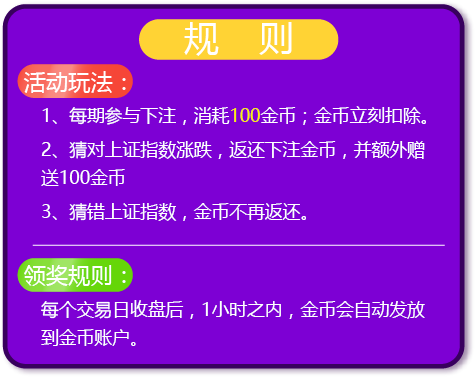 规 则
活动玩法：
1、每期参与下注，消耗100金币；金币立刻扣除。
2、猜对上证指数涨跌，返还下注金币，并额外赠
送100金币
3、猜错上证指数，金币不再返还。
领奖规则：
每个交易日收盘后，1小时之内，金币会自动发放
到金币账户。